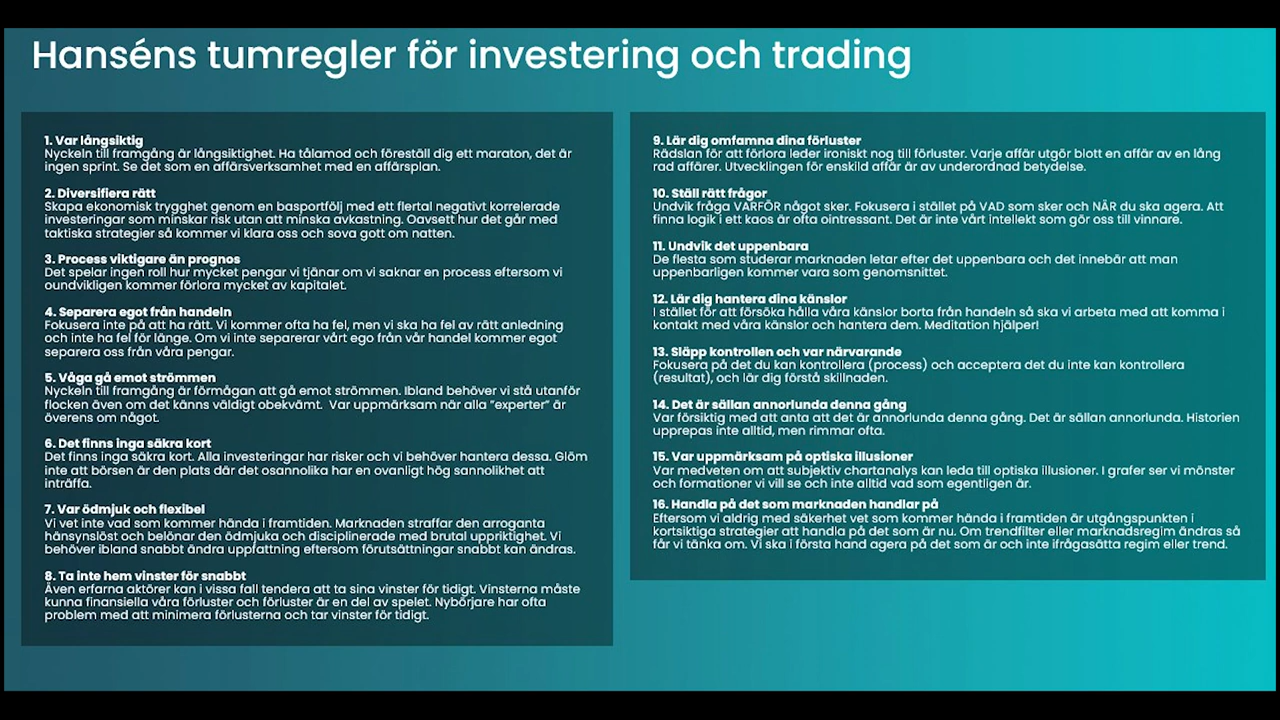 Hanséns tumregler för investering och trading
1. Var långsiktig
Nyckeln till framgång är långsiktighet. Ha tålamod och föreställ dig ett maraton, det är
ingen sprint. Se det som en affärsverksamhet med en affärsplan.
2. Diversifiera rätt
Skapa ekonomisk trygghet genom en basportfölj med ett flertal negativt korrelerade
investeringar som minskar risk utan att minska avkastning. Oavsett hur det går med
taktiska strategier så kommer vi klara oss och sova gott om natten.
3. Process viktigare än prognos
Det spelar ingen roll hur mycket pengar vi tjänar om vi saknar en process eftersom vi
oundvikligen kommer förlora mycket av kapitalet.
4. Separera egot från handeln
Fokusera inte på att ha rätt. Vi kommer ofta ha fel, men vi ska ha fel av rätt anledning
och inte ha fel för länge. Om vi inte separerar vårt ego från vår handel kommer egot
separera oss från våra pengar.
5. Våga gå emot strömmen
Nyckeln till framgång är förmågan att gå emot strömmen. Ibland behöver vi stå utanför
flocken även om det känns väldigt obekvämt.  Var uppmärksam när alla "experter" är
överens om något.
6. Det finns inga säkra kort
Det finns inga säkra kort. Alla investeringar har risker och vi behöver hantera dessa. Glöm
inte att börsen är den plats där det osannolika har en ovanligt hög sannolikhet att
inträffa.
7. Var ödmjuk och flexibel
Vi vet inte vad som kommer hända i framtiden. Marknaden straffar den arroganta
hänsynslöst och belönar den ödmjuka och disciplinerade med brutal uppriktighet. Vi
behöver ibland snabbt ändra uppfattning eftersom förutsättningar snabbt kan ändras.
8. Ta inte hem vinster för snabbt
Även erfarna aktörer kan i vissa fall tendera att ta sina vinster för tidigt. Vinsterna måste
kunna finansiella våra förluster och förluster är en del av spelet. Nybörjare har ofta
problem med att minimera förlusterna och tar vinster för tidigt.
9. Lär dig omfamna dina förluster
Rädslan för att förlora leder ironiskt nog till förluster. Varje affär utgör blott en affär av en lång
rad affärer. Utvecklingen för enskild affär är av underordnad betydelse.
10. Ställ rätt frågor
Undvik fråga VARFÖR något sker. Fokusera i stället på VAD som sker och NÄR du ska agera. Att
finna logik i ett kaos är ofta ointressant. Det är inte vårt intellekt som gör oss till vinnare.
11. Undvik det uppenbara
De flesta som studerar marknaden letar efter det uppenbara och det innebär att man
uppenbarligen kommer vara som genomsnittet.
12. Lär dig hantera dina känslor
I stället för att försöka hålla våra känslor borta från handeln så ska vi arbeta med att komma i
kontakt med våra känslor och hantera dem. Meditation hjälper!
13. Släpp kontrollen och var närvarande
Fokusera på det du kan kontrollera (process) och acceptera det du inte kan kontrollera
(resultat), och lär dig förstå skillnaden.
14. Det är sällan annorlunda denna gång
Var försiktig med att anta att det är annorlunda denna gång. Det är sällan annorlunda. Historien
upprepas inte alltid, men rimmar ofta.
15. Var uppmärksam på optiska illusioner
Var medveten om att subjektiv chartanalys kan leda till optiska illusioner. I grafer ser vi mönster
och formationer vi vill se och inte alltid vad som egentligen är.
16. Handla på det som marknaden handlar på
Eftersom vi aldrig med säkerhet vet som kommer hända i framtiden är utgångspunkten i
kortsiktiga strategier att handla på det som är nu. Om trendfilter eller marknadsregim ändras så
får vi tänka om. Vi ska i första hand agera på det som är och inte ifrågasätta regim eller trend.